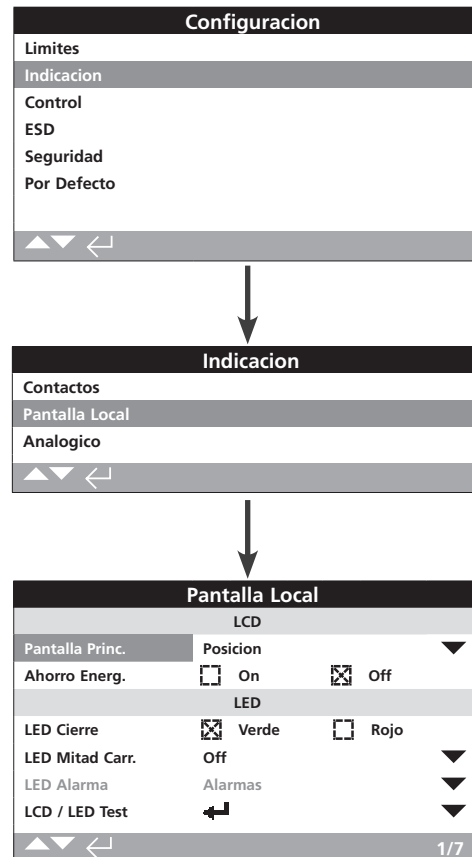 Configuracion
Limites
Indicacion
Control
ESD
Seguridad
Por Defecto
Indicacion
Contactos
Pantalla Local
Analogico
Pantalla Local
LCD
Pantalla Princ. Posicion
Ahorro Energ. On Off
LED
LED Cierre Verde Rojo
LED Mitad Carr. Off
LED Alarma Alarmas
LCD / LED Test
1/7